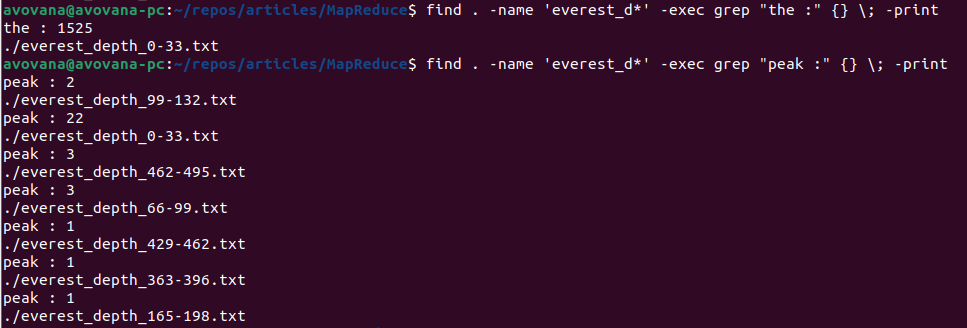 avovana@avovana-pc:~/repos/articles/MapReduce$ find . -name 'everest_d*' -exec grep "the :" {} \; -print
the : 1525
./everest_depth_0-33.txt
avovana@avovana-pc:~/repos/articles/MapReduce$ find . -name 'everest_d*' -exec grep "peak :" {} \; -print
peak : 2
./everest_depth_99-132.txt
peak : 22
./everest_depth_0-33.txt
peak : 3
./everest_depth_462-495.txt
peak : 3
./everest_depth_66-99.txt
peak : 1
./everest_depth_429-462.txt
peak : 1
./everest_depth_363-396.txt
peak : 1
./everest_depth_165-198.txt